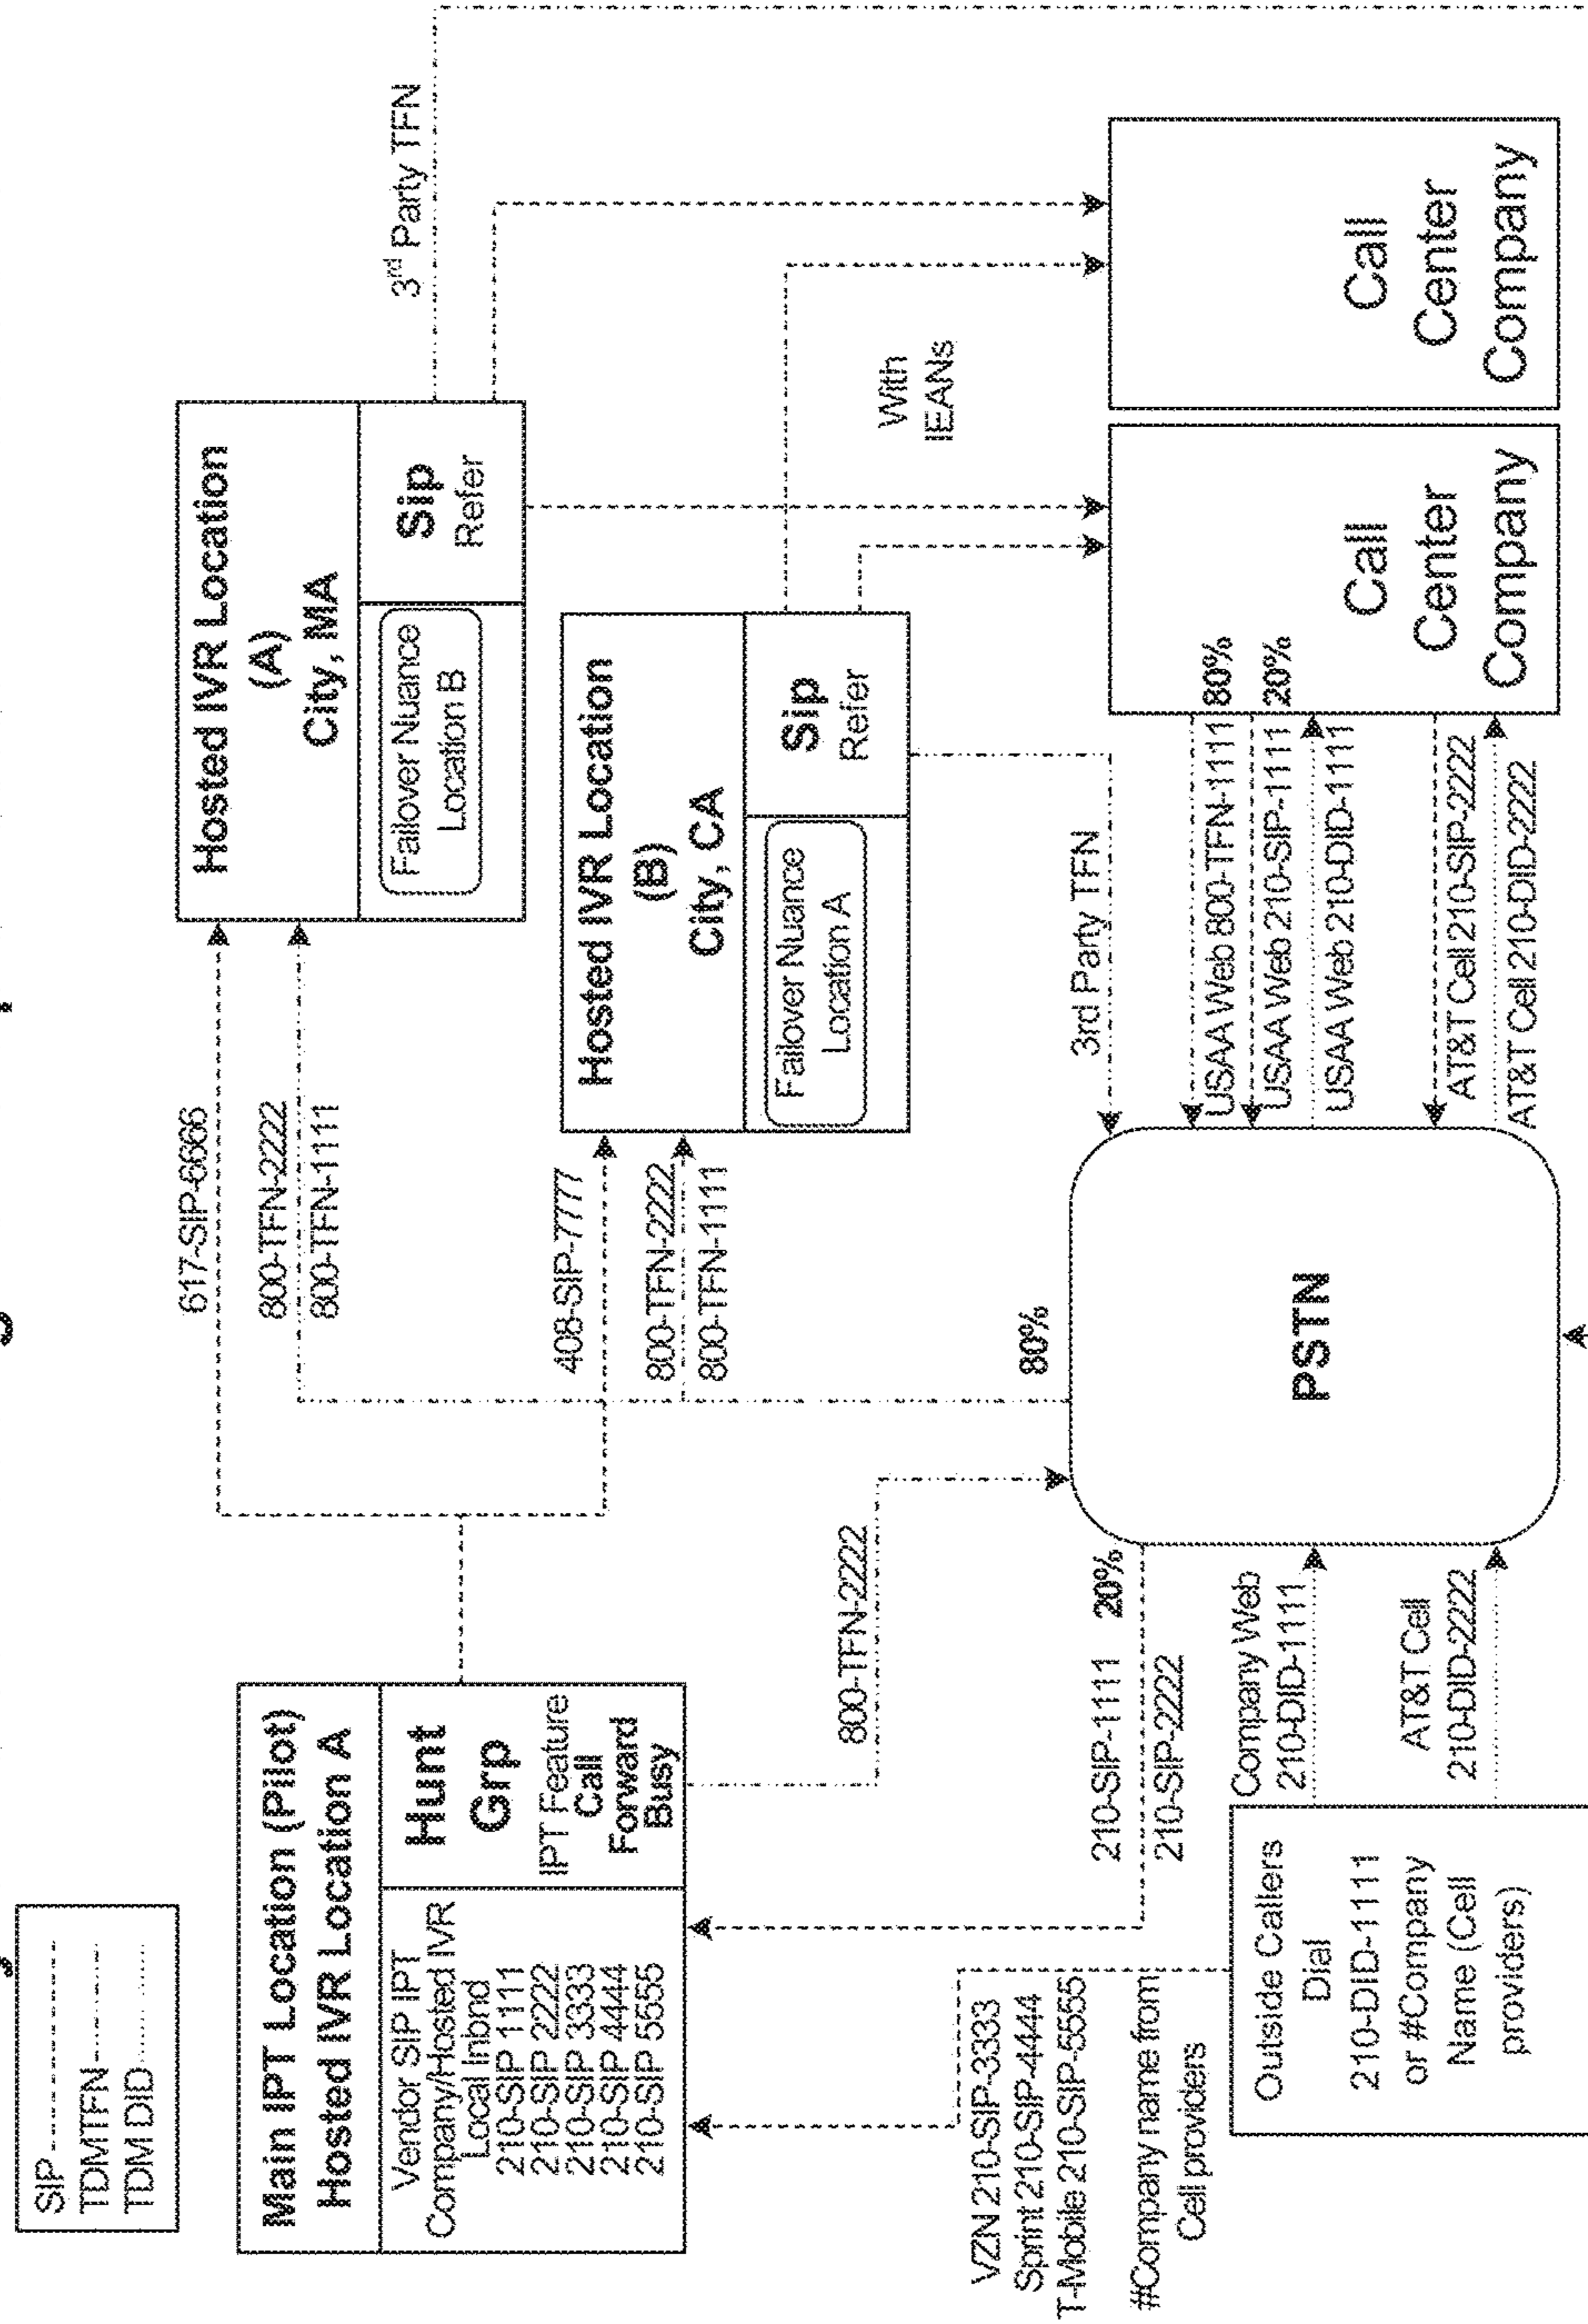 SIP
TDMTFN
TDM DID
Main IPT Location (Pilot)
Hosted IVR Location A
Vendor SIP IPT
Company/Hosted IVR
Local Inbnd
210-SIP 1111
210-SIP 2222
210-SIP 3333
210-SIP 4444
210-SIP 5555
Hunt
Grp
IPT Feature
Call
Forward
Busy
617-SIP-6666
800-TFN-2222
800-TFN-1111
Hosted IVR Location
(A)
City, MA
Failover Nuance
Location B
Sip
Refer
3rd Party TFN
408-SIP-7777
800-TFN-2222
800-TFN-1111
Hosted IVR Location
(B)
City, CA
Failover Nuance
Location A
Sip
Refer
With
IEANs
800-TFN-2222
80%
3rd Party TFN
VZN 210-SIP-3333
Sprint 210-SIP-4444
T-Mobile 210-SIP-5555
#Company name from
Cell providers
210-SIP-1111 20%
210-SIP-2222
Outside Callers
Dial
210-DID-1111
or #Company
Name (Cell
providers)
Company Web
210-DID-1111
AT&T Cell
210-DID-2222
PSTN
USAA Web 800-TFN-1111 80%
USAA Web 210-SIP-1111 20%
USAA Web 210-DID-1111
AT&T Cell 210-SIP-2222
AT&T Cell 210-DID-2222
Call
Center
Company
Call
Center
Company